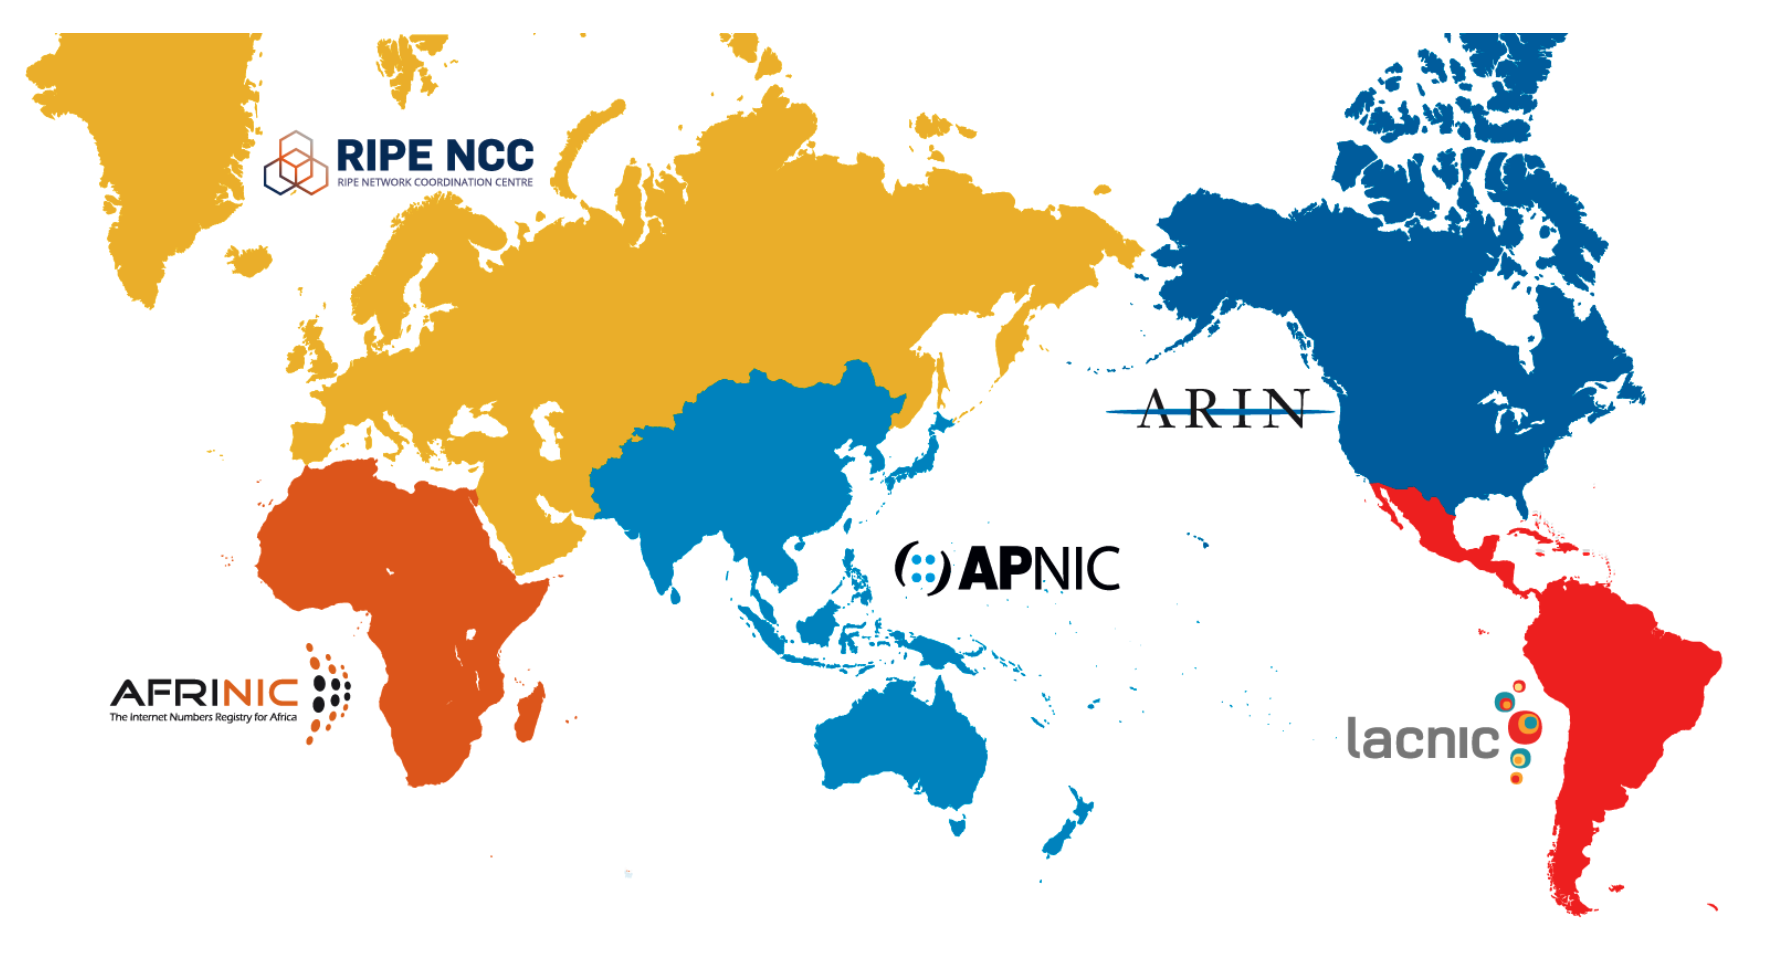 RIPE NCC
RIPE NETWORK COORDINATION CENTRE
ARIN
APNIC
AFRINIC
The Internet Numbers Registry for Africa
lacnic